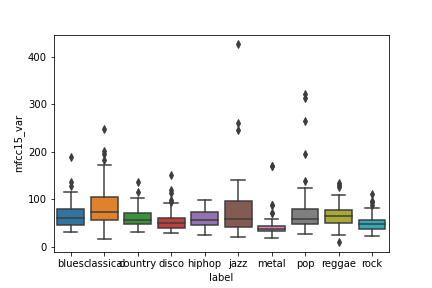 400
300
200
100
0
mfcc15_var
blues classical country disco hiphop jazz metal pop reggae rock
label